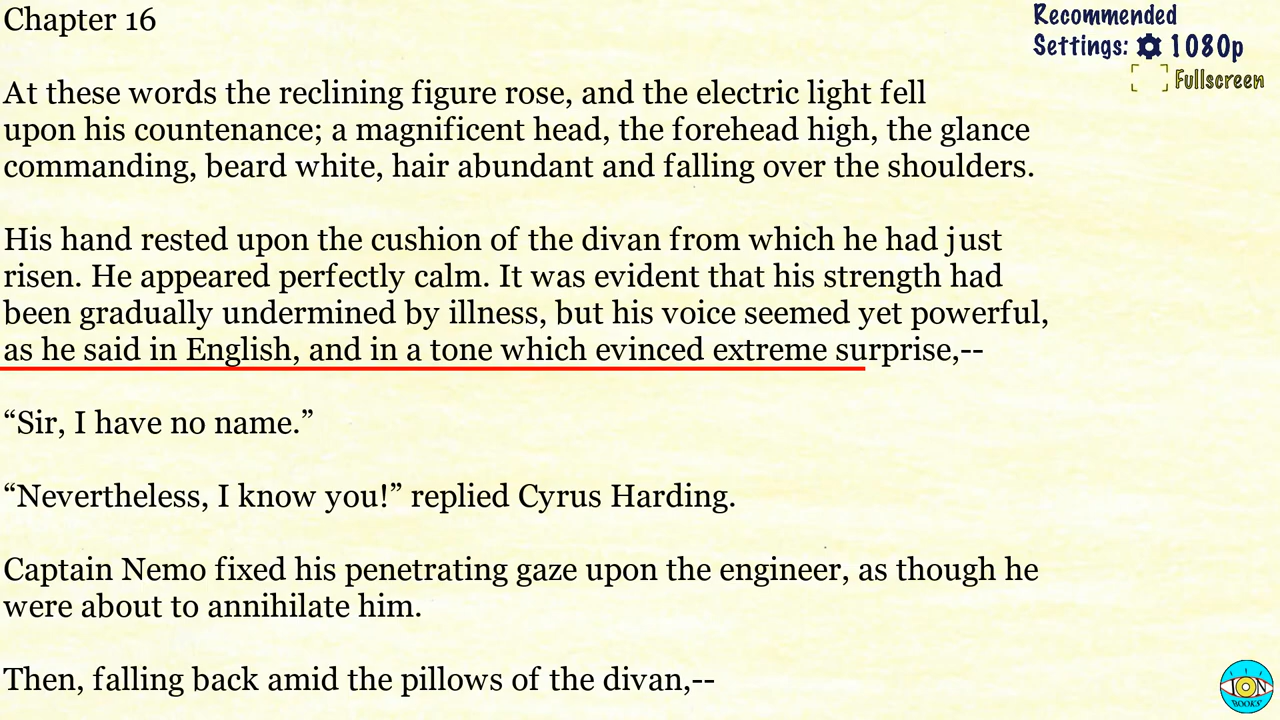 Chapter 16
Recommended
Settings: 1080p
Fullscreen
At these words the reclining figure rose, and the electric light fell
upon his countenance; a magnificent head, the forehead high, the glance
commanding, beard white, hair abundant and falling over the shoulders.
His hand rested upon the cushion of the divan from which he had just
risen. He appeared perfectly calm. It was evident that his strength had
been gradually undermined by illness, but his voice seemed yet powerful,
as he said in English, and in a tone which evinced extreme surprise,--
“Sir, I have no name.”
“Nevertheless, I know you!” replied Cyrus Harding.
Captain Nemo fixed his penetrating gaze upon the engineer, as though he
were about to annihilate him.
Then, falling back amid the pillows of the divan,--
ION
BOOKS